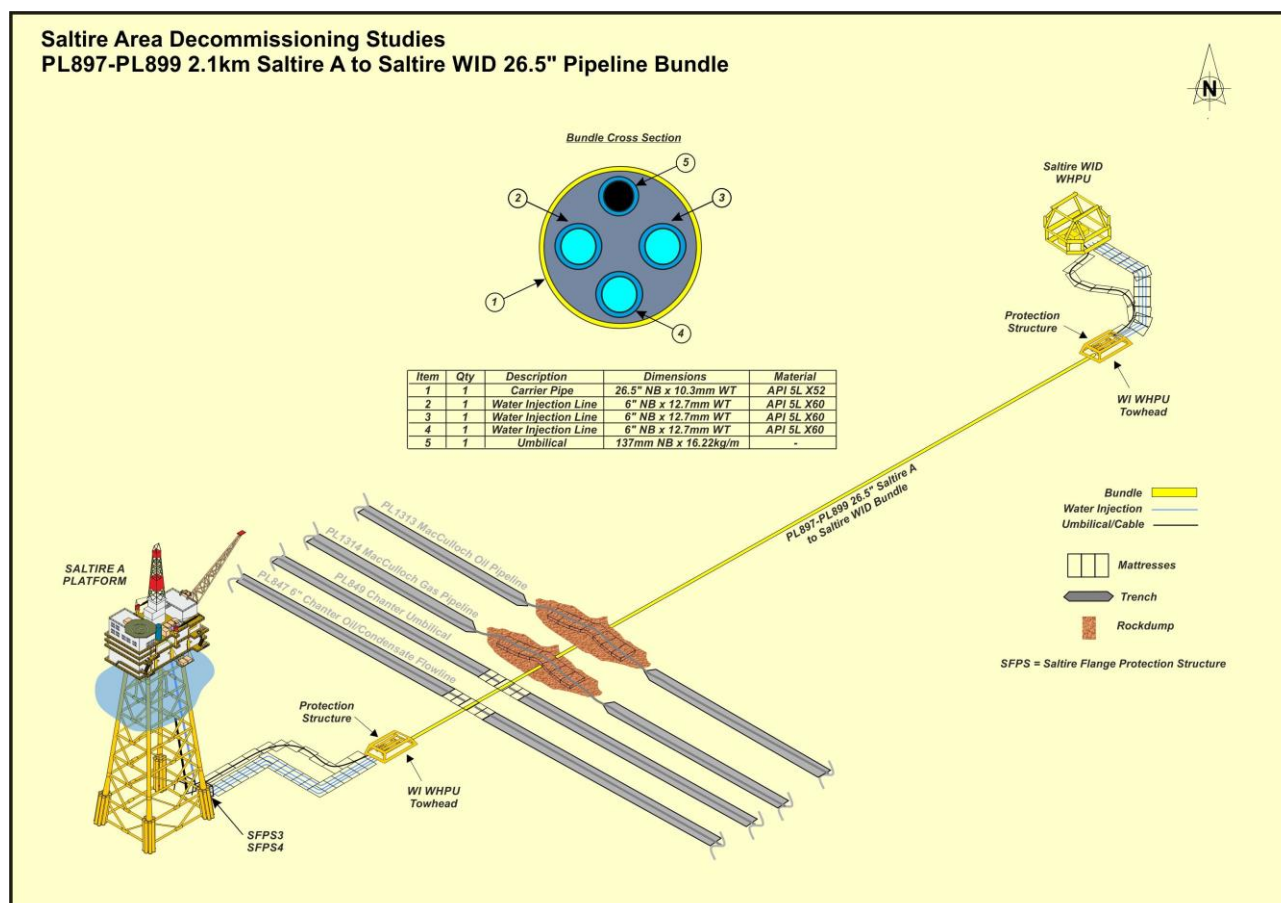 Saltire Area Decommissioning Studies
PL897-PL899 2.1km Saltire A to Saltire WID 26.5" Pipeline Bundle
N
Bundle Cross Section
5
2
3
1
4
Saltire WID
WHPU
Protection
Structure
WI WHPU
Towhead
Item Qty Description Dimensions Material
1 1 Carrier Pipe 26.5" NB x 10.3mm WT API 5L X52
2 1 Water Injection Line 6" NB x 12.7mm WT API 5L X60
3 1 Water Injection Line 6" NB x 12.7mm WT API 5L X60
4 1 Water Injection Line 6" NB x 12.7mm WT API 5L X60
5 1 Umbilical 137mm NB x 16.22kg/m -
PL897-PL899 26.5" Saltire A
to Saltire WID Bundle
PL1313 MacCulloch Oil Pipeline
PL1314 MacCulloch Gas Pipeline
PL849 Chanter Umbilical
PL847 6" Chanter Oil/Condensate Flowline
SALTIRE A
PLATFORM
Protection
Structure
WI WHPU
Towhead
SFPS3
SFPS4
Bundle
Water Injection
Umbilical/Cable
Mattresses
Trench
Rockdump
SFPS = Saltire Flange Protection Structure